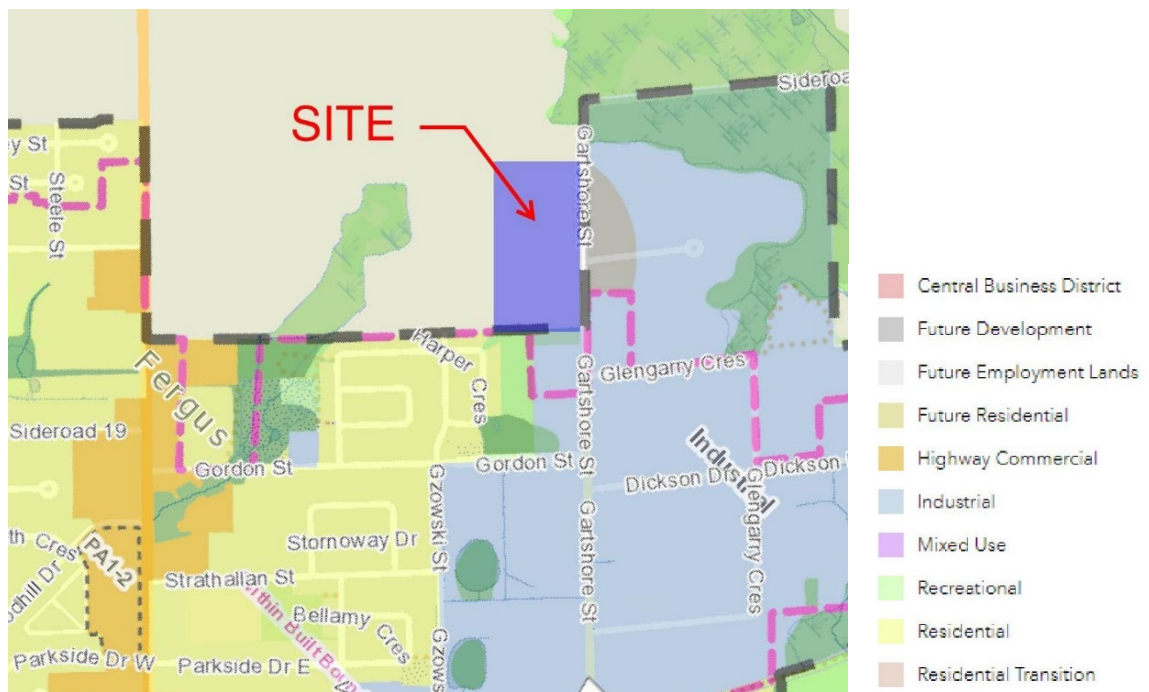 Sideroa
SITE
Gartshore St
ey St
St
Steele St
Harper Cres
Gartshore St
Glengarry Cres
Fergus
Sideroad 19
Gordon St
Gordon St
Industrial
Dickson Dr
Dickson
Gzowski St
Glengarry Cres
Stornoway Dr
Gartshore St
th Cres
PA1-2
odhill Dr
Strathallan St
Bellamy Cres
Parkside Dr W
Parkside Dr E
Central Business District
Future Development
Future Employment Lands
Future Residential
Highway Commercial
Industrial
Mixed Use
Recreational
Residential
Residential Transition